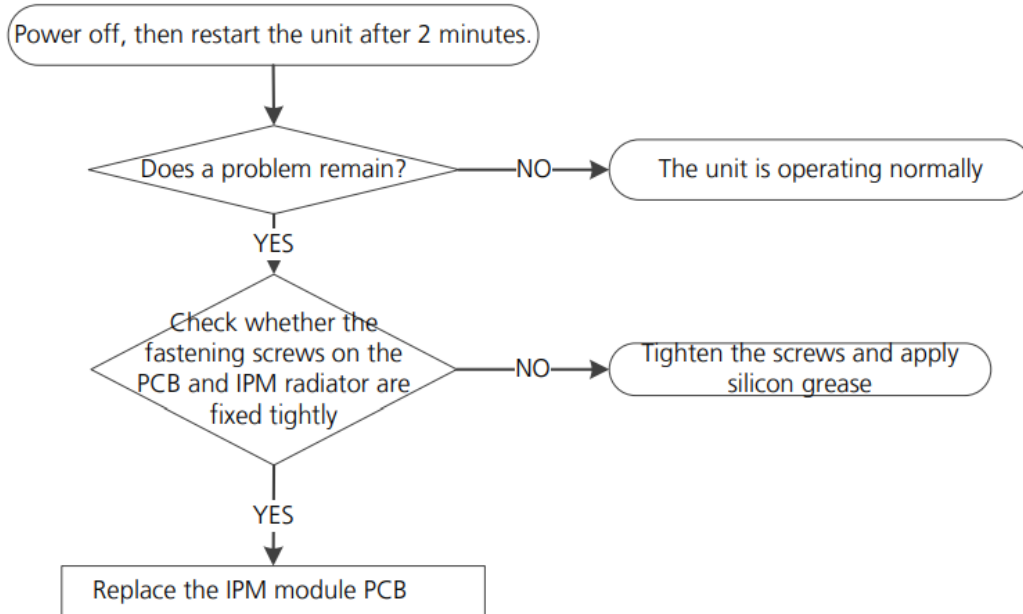 Power off, then restart the unit after 2 minutes.
Does a problem remain?
NO
The unit is operating normally
YES
Check whether the
fastening screws on the
PCB and IPM radiator are
fixed tightly
NO
Tighten the screws and apply
silicon grease
YES
Replace the IPM module PCB